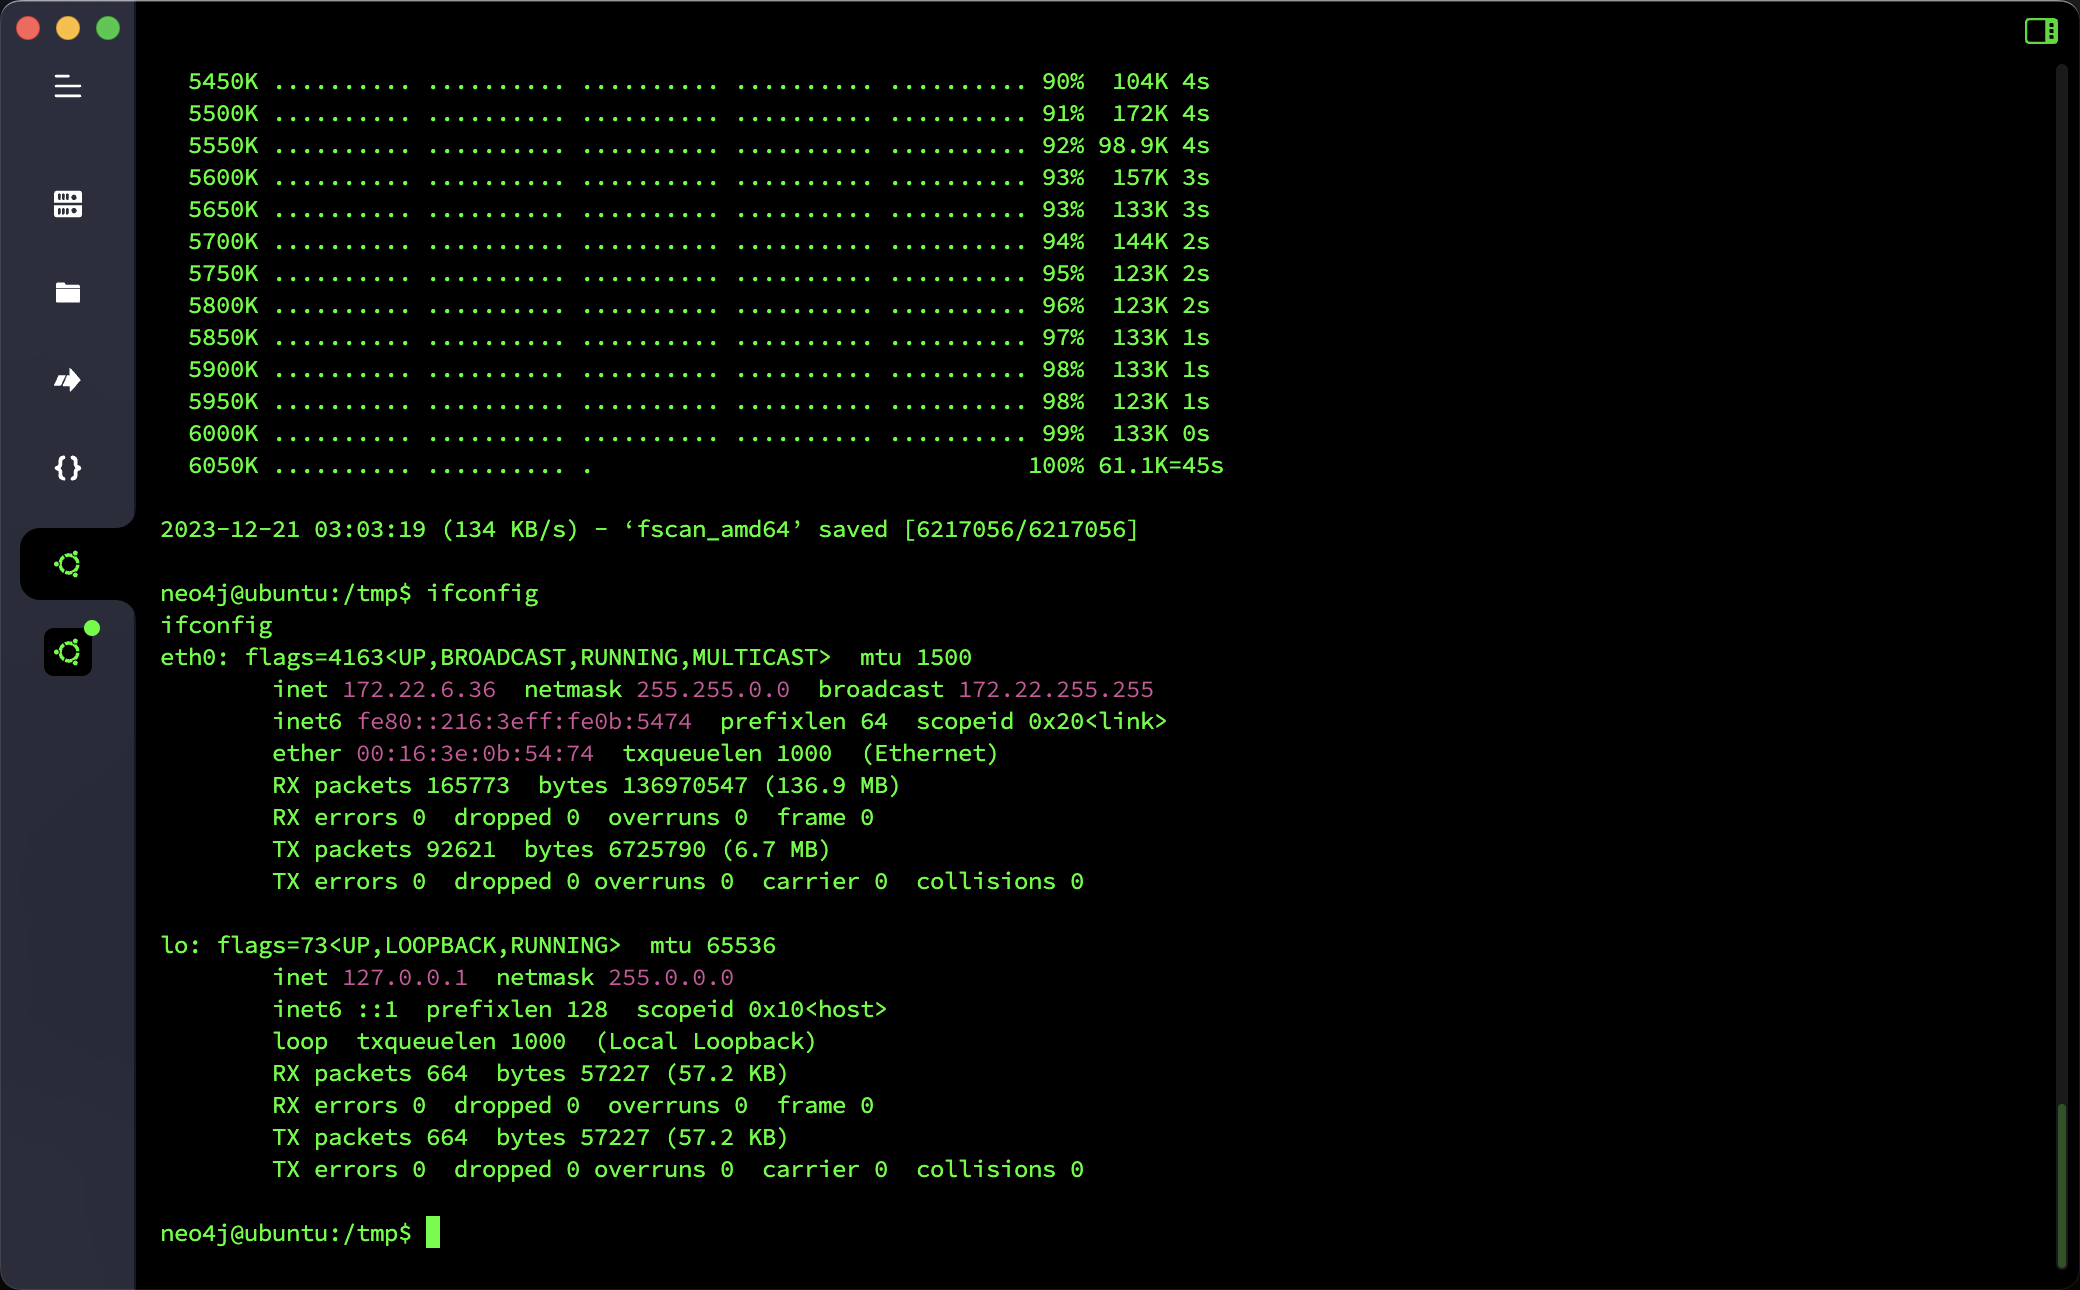 5450K .......... .......... .......... .......... .......... 90%  104K 4s
5500K .......... .......... .......... .......... .......... 91%  172K 4s
5550K .......... .......... .......... .......... .......... 92% 98.9K 4s
5600K .......... .......... .......... .......... .......... 93%  157K 3s
5650K .......... .......... .......... .......... .......... 93%  133K 3s
5700K .......... .......... .......... .......... .......... 94%  144K 2s
5750K .......... .......... .......... .......... .......... 95%  123K 2s
5800K .......... .......... .......... .......... .......... 96%  123K 2s
5850K .......... .......... .......... .......... .......... 97%  133K 1s
5900K .......... .......... .......... .......... .......... 98%  133K 1s
5950K .......... .......... .......... .......... .......... 98%  123K 1s
6000K .......... .......... .......... .......... .......... 99%  133K 0s
6050K .......... .......... .                               100% 61.1K=45s
2023-12-21 03:03:19 (134 KB/s) - ‘fscan_amd64’ saved [6217056/6217056]
neo4j@ubuntu:/tmp$ ifconfig
ifconfig
eth0: flags=4163<UP,BROADCAST,RUNNING,MULTICAST>  mtu 1500
        inet 172.22.6.36  netmask 255.255.0.0  broadcast 172.22.255.255
        inet6 fe80::216:3eff:fe0b:5474  prefixlen 64  scopeid 0x20<link>
        ether 00:16:3e:0b:54:74  txqueuelen 1000  (Ethernet)
        RX packets 165773  bytes 136970547 (136.9 MB)
        RX errors 0  dropped 0  overruns 0  frame 0
        TX packets 92621  bytes 6725790 (6.7 MB)
        TX errors 0  dropped 0 overruns 0  carrier 0  collisions 0
lo: flags=73<UP,LOOPBACK,RUNNING>  mtu 65536
        inet 127.0.0.1  netmask 255.0.0.0
        inet6 ::1  prefixlen 128  scopeid 0x10<host>
        loop  txqueuelen 1000  (Local Loopback)
        RX packets 664  bytes 57227 (57.2 KB)
        RX errors 0  dropped 0  overruns 0  frame 0
        TX packets 664  bytes 57227 (57.2 KB)
        TX errors 0  dropped 0 overruns 0  carrier 0  collisions 0
neo4j@ubuntu:/tmp$